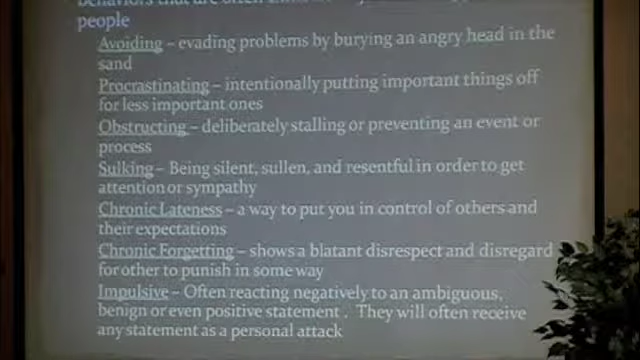 people
Avoiding – evading problems by burying an angry head in the
sand
Procrastinating – intentionally putting important things off
for less important ones
Obstructing – deliberately stalling or preventing an event or
process
Sulking – Being silent, sullen, and resentful in order to get
attention or sympathy
Chronic Lateness – a way to put you in control of others and
their expectations
Chronic Forgetting – shows a blatant disrespect and disregard
for other to punish in some way
Impulsive – Often reacting negatively to an ambiguous,
benign or even positive statement . They will often receive
any statement as a personal attack